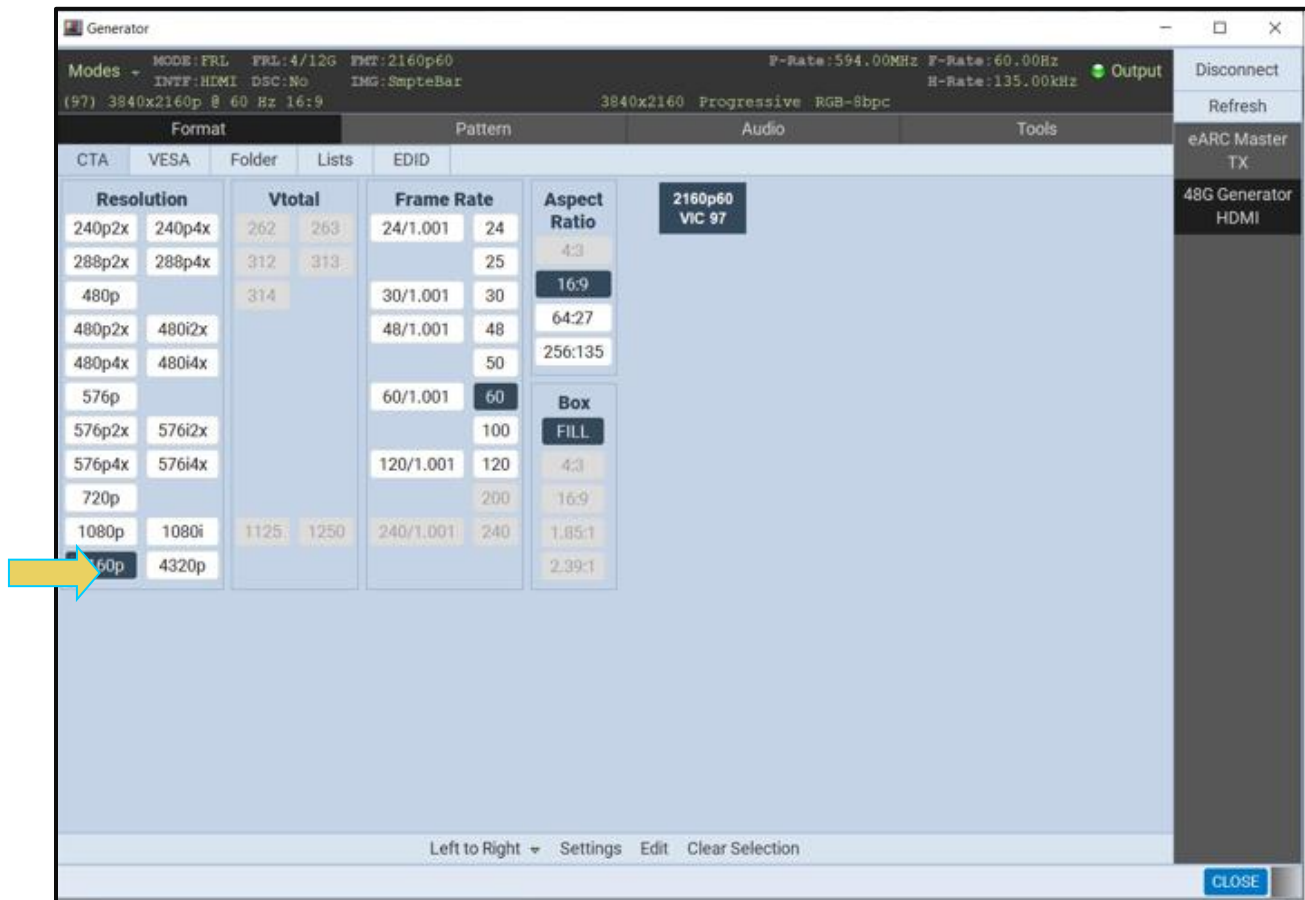 Generator
Modes MODE:FRL FRL:4/12G FMT:2160p60 P-Rate:594.00MHz F-Rate:60.00Hz Output
INTF:HDMI DSC:No IMG:SmpteBar H-Rate:135.00kHz
(97) 3840x2160p @ 60 Hz 16:9 3840x2160 Progressive RGB-8bpc
Disconnect
Refresh
eARC Master
TX
48G Generator
HDMI
Format Pattern Audio Tools
CTA VESA Folder Lists EDID
Resolution
240p2x 240p4x
288p2x 288p4x
480p
480p2x 480i2x
480p4x 480i4x
576p
576p2x 576i2x
576p4x 576i4x
720p
1080p 1080i
60p 4320p
Vtotal
262 263
312 313
314
1125 1250
Frame Rate
24/1.001 24
25
30/1.001 30
48/1.001 48
50
60/1.001 60
100
120/1.001 120
200
240/1.001 240
Aspect
Ratio
4:3
16:9
64:27
256:135
Box
FILL
4:3
16:9
1.85:1
2.39:1
2160p60
VIC 97
Left to Right Settings Edit Clear Selection
CLOSE